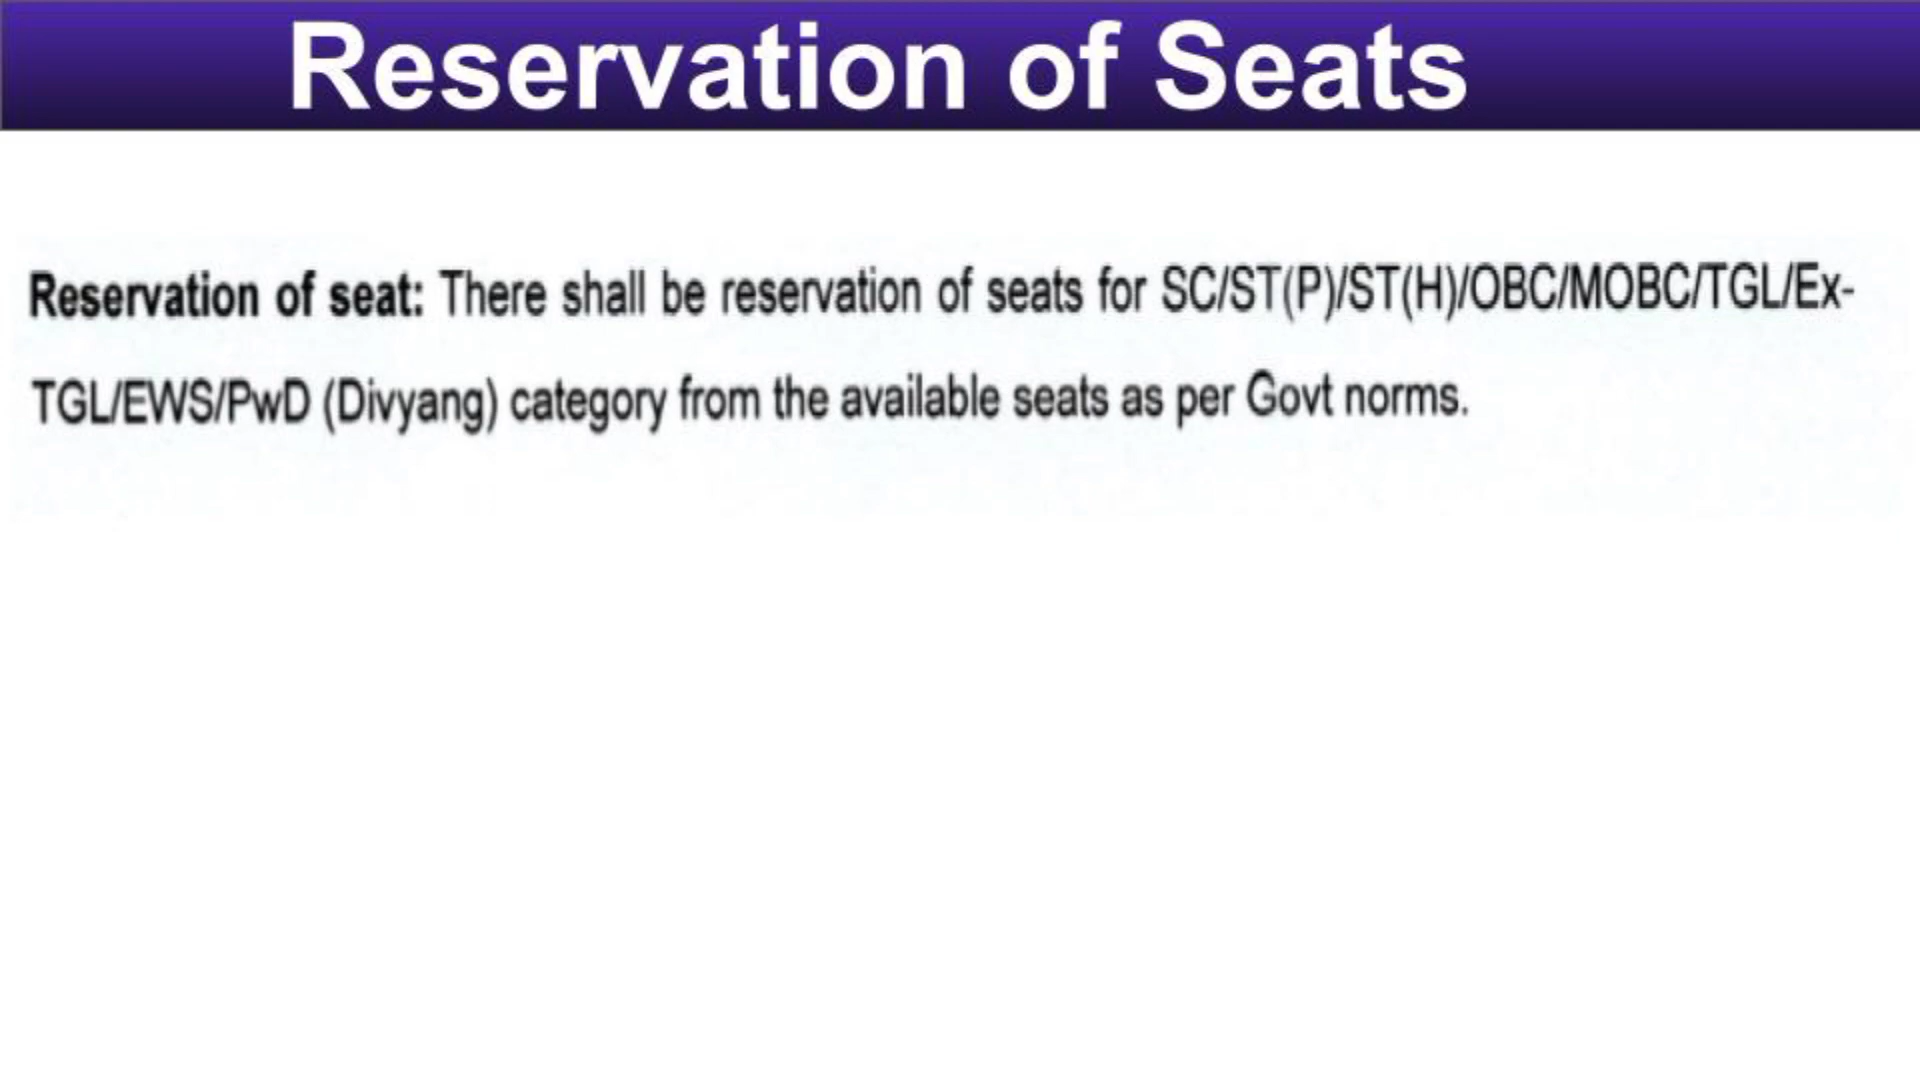 Reservation of Seats
Reservation of seat: There shall be reservation of seats for SC/ST(P)/ST(H)/OBC/MOBC/TGL/Ex-
TGL/EWS/PwD (Divyang) category from the available seats as per Govt norms.